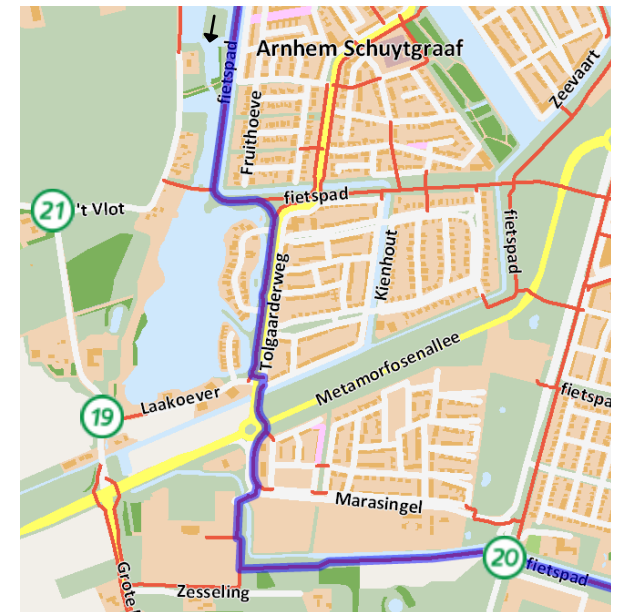 fietspad
Arnhem Schuytgraaf
Zeevaart
Fruithoeve
21
't Vlot
fietspad
fietspad
Kienhout
Tolgaarderweg
Metamorfosenallee
Laakoever
19
fietspa
Marasingel
20
fietspad
Grote
Zesseling